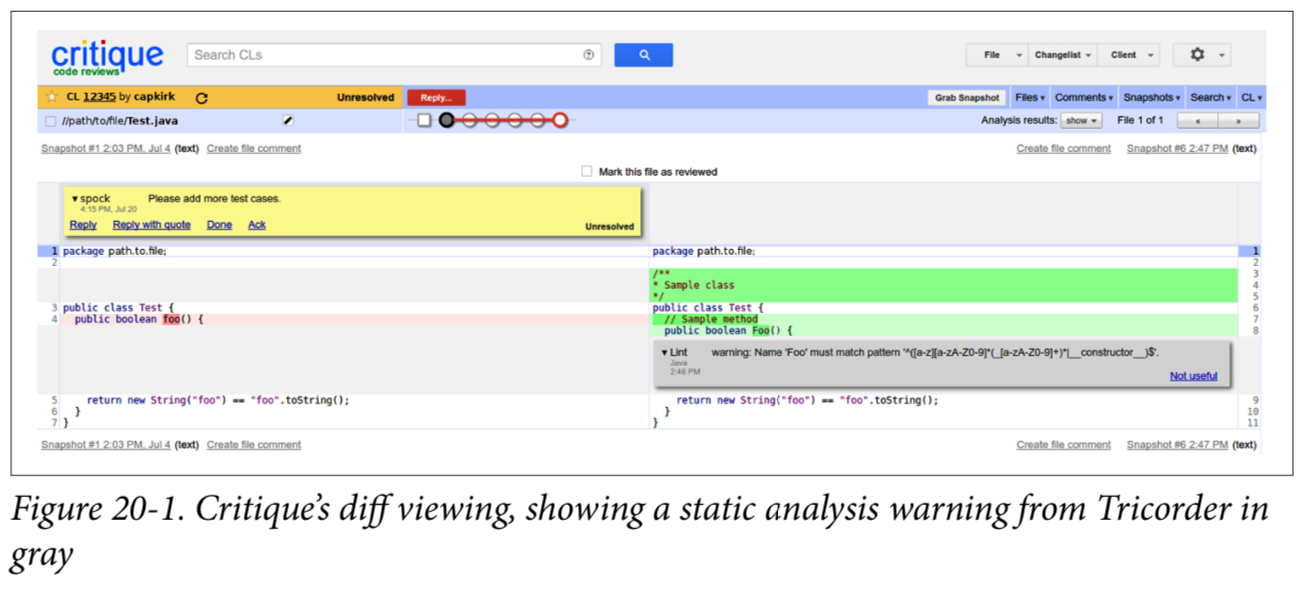 critique
code reviews
Search CLs
File Changelist Client
CL 12345 by capkirk Unresolved Reply... Grab Snapshot Files Comments Snapshots Search CL
//path/to/file/Test.java Analysis results: show File 1 of 1 « »
Snapshot #1 2:03 PM, Jul 4 (text) Create file comment Create file comment Snapshot #6 2:47 PM (text)
Mark this file as reviewed
spock Please add more test cases.
4:15 PM, Jul 20
Reply Reply with quote Done Ack Unresolved
1 package path.to.file; package path.to.file; 1
2 2
/** 3
* Sample class 4
*/ 5
3 public class Test { public class Test { 6
// Sample method 7
4 public boolean foo() { public boolean Foo() { 8
Lint warning: Name 'Foo' must match pattern '^([a-z][a-zA-Z0-9]*(_[a-zA-Z0-9]+)*|__constructor__)$'.
Java
2:48 PM
Not useful
5 return new String("foo") == "foo".toString(); return new String("foo") == "foo".toString(); 9
6 } } 10
7 } } 11
Snapshot #1 2:03 PM, Jul 4 (text) Create file comment Create file comment Snapshot #6 2:47 PM (text)
Figure 20-1. Critique's diff viewing, showing a static analysis warning from Tricorder in
gray